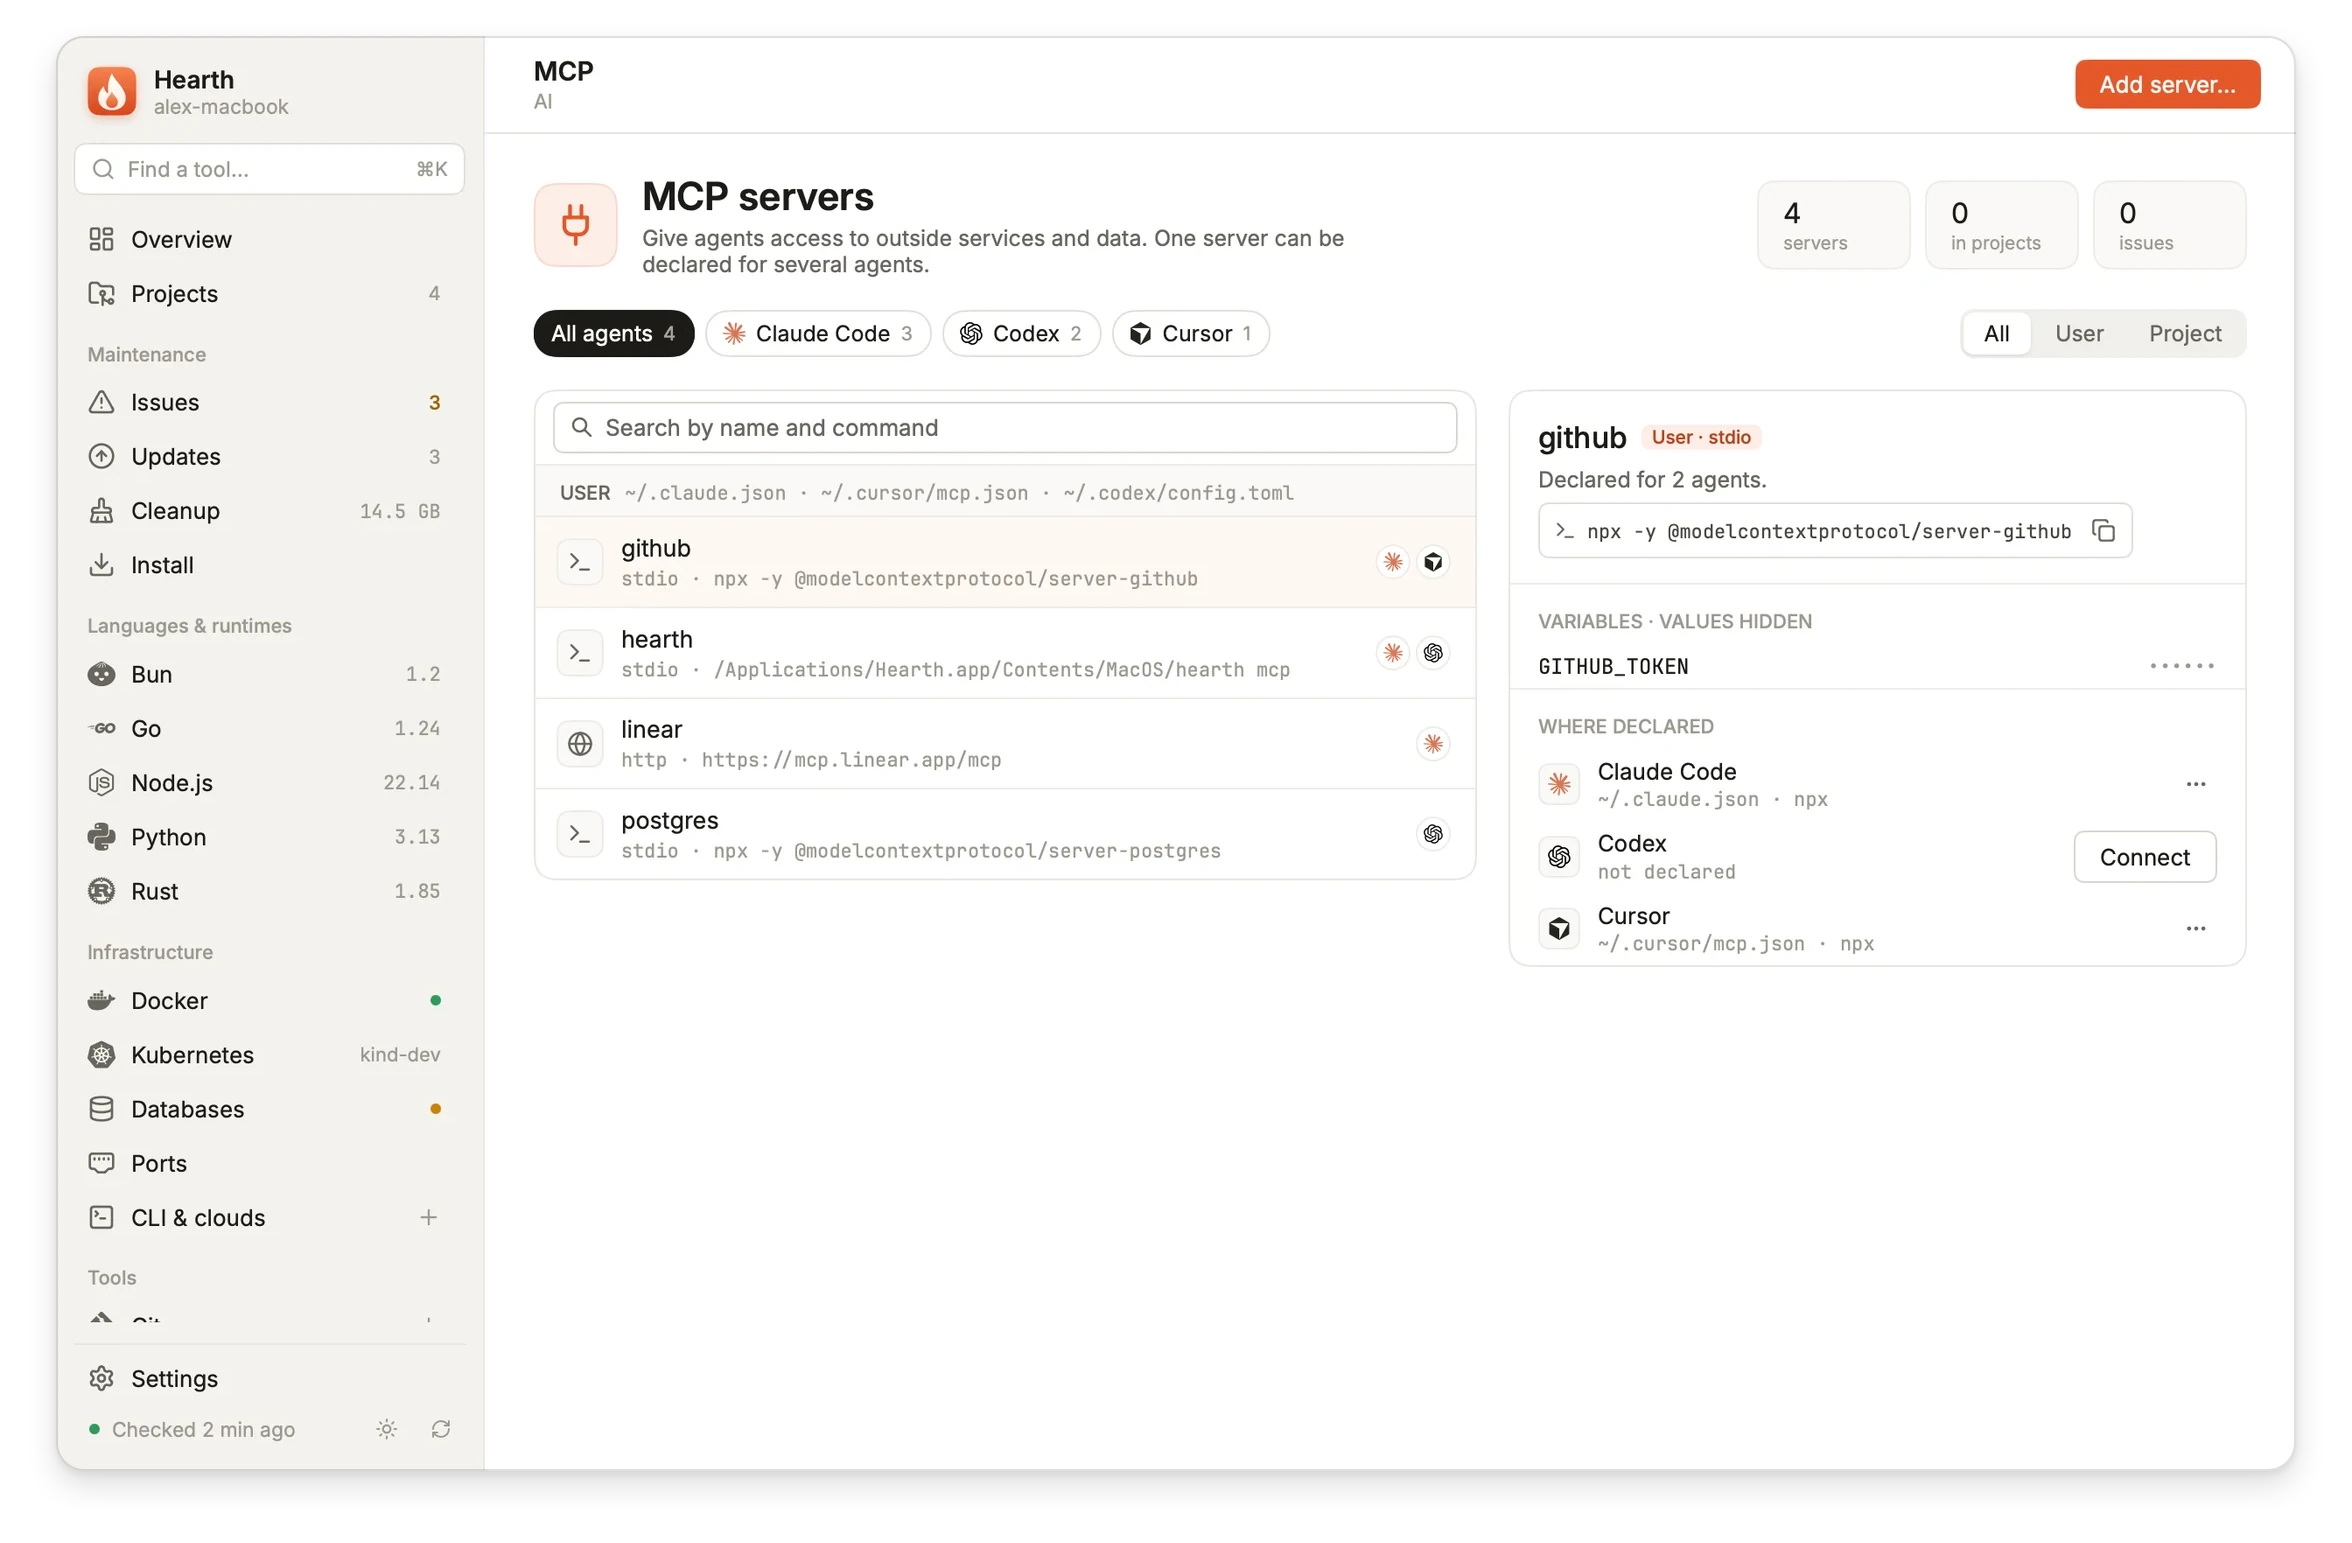 Hearth
alex-macbook
Find a tool...
⌘K
Overview
Projects 4
Maintenance
Issues 3
Updates 3
Cleanup 14.5 GB
Install
Languages & runtimes
Bun 1.2
Go 1.24
Node.js 22.14
Python 3.13
Rust 1.85
Infrastructure
Docker
Kubernetes kind-dev
Databases
Ports
CLI & clouds
Tools
Settings
Checked 2 min ago
MCP
AI
Add server...
MCP servers
Give agents access to outside services and data. One server can be
declared for several agents.
4
servers
0
in projects
0
issues
All agents 4
Claude Code 3
Codex 2
Cursor 1
All
User
Project
Search by name and command
USER ~/.claude.json · ~/.cursor/mcp.json · ~/.codex/config.toml
github
stdio · npx -y @modelcontextprotocol/server-github
hearth
stdio · /Applications/Hearth.app/Contents/MacOS/hearth mcp
linear
http · https://mcp.linear.app/mcp
postgres
stdio · npx -y @modelcontextprotocol/server-postgres
github User · stdio
Declared for 2 agents.
npx -y @modelcontextprotocol/server-github
VARIABLES · VALUES HIDDEN
GITHUB_TOKEN ••••••
WHERE DECLARED
Claude Code
~/.claude.json · npx
Codex
not declared
Connect
Cursor
~/.cursor/mcp.json · npx